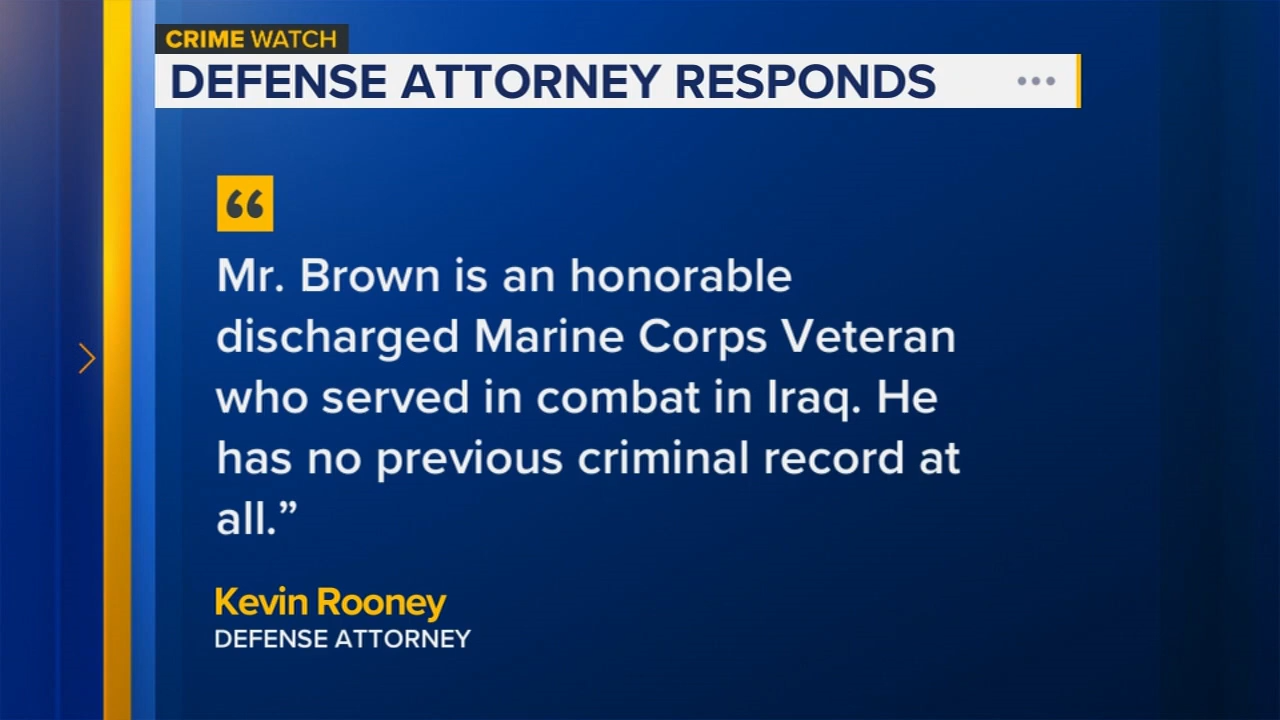 CRIME WATCH
DEFENSE ATTORNEY RESPONDS
“
Mr. Brown is an honorable
discharged Marine Corps Veteran
who served in combat in Iraq. He
has no previous criminal record at
all.”
Kevin Rooney
DEFENSE ATTORNEY